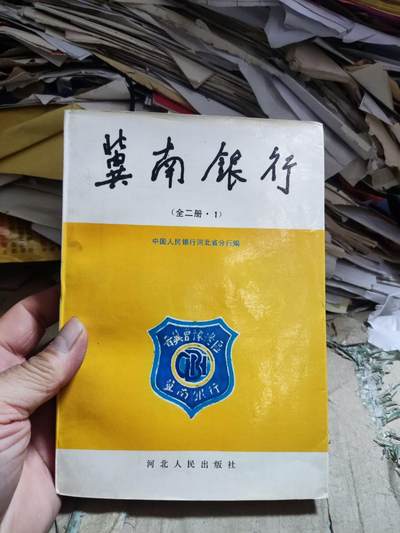 冀南銀行
(全二册·1)
中国人民银行河北省分行编
冀南银行
河北人民出版社